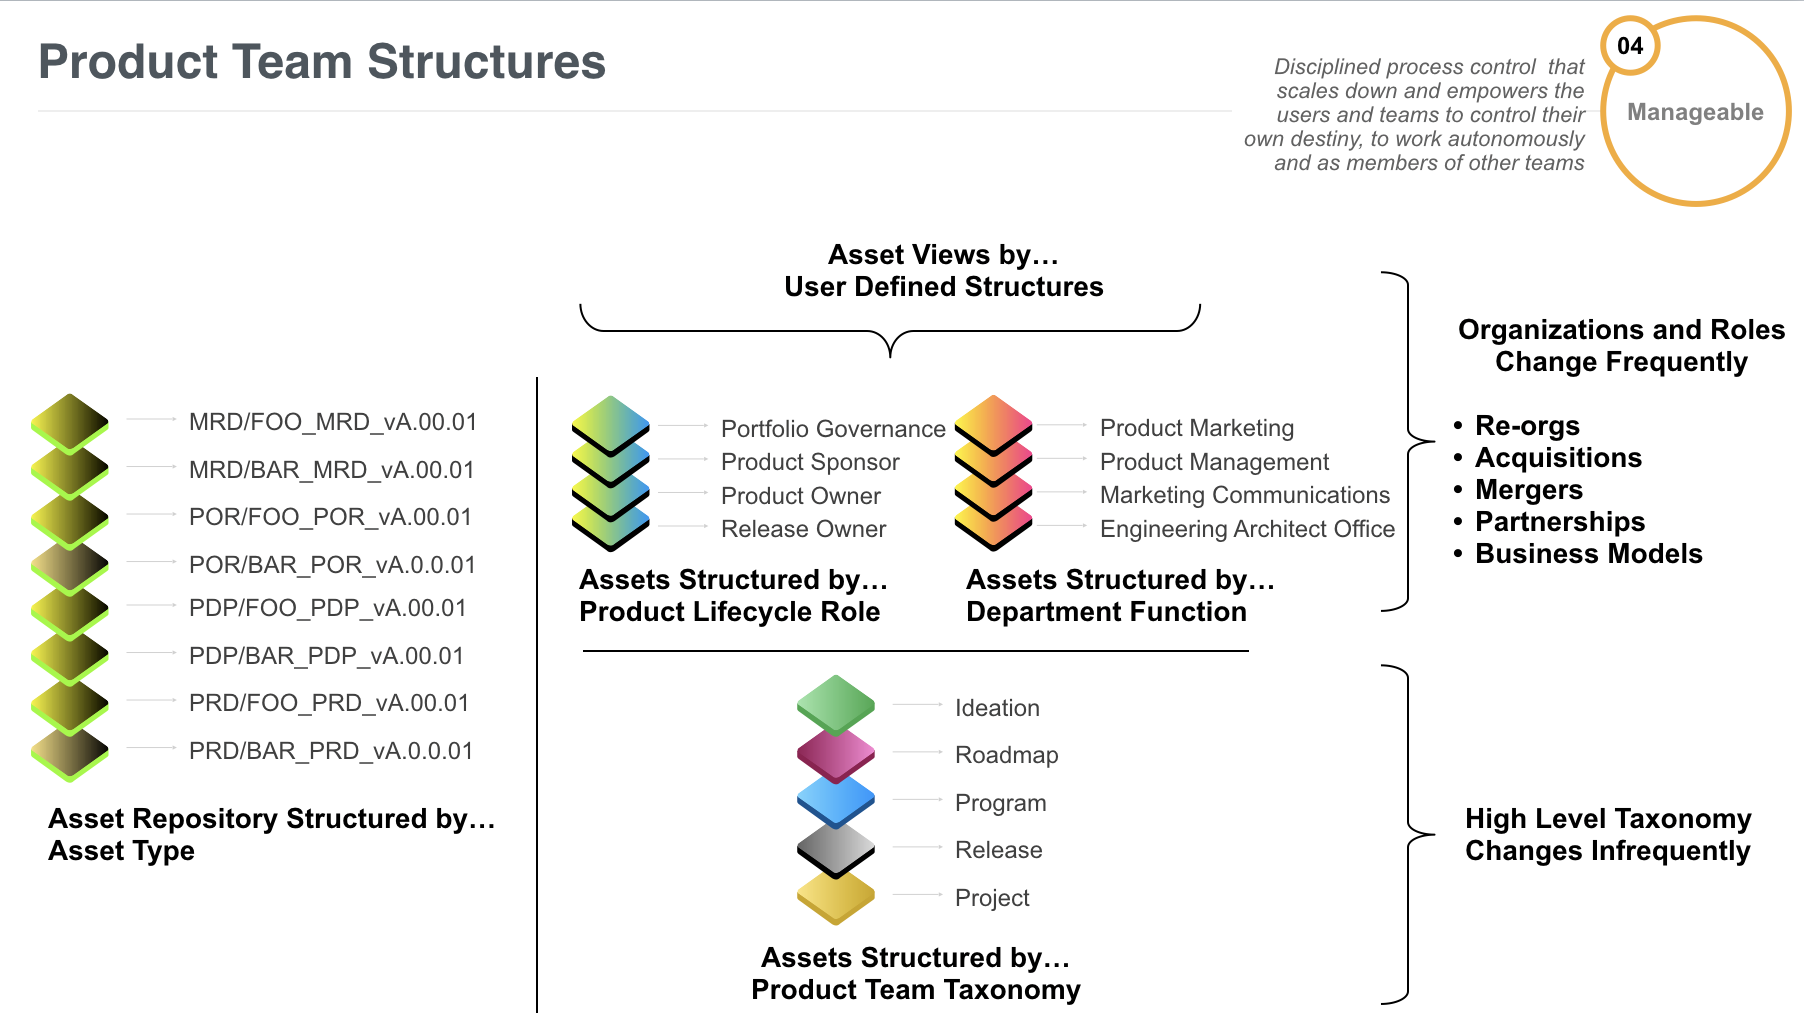 Product Team Structures
Disciplined process control  that
scales down and empowers the
users and teams to control their
own destiny, to work autonomously
and as members of other teams
04
Manageable
Asset Views by…
User Defined Structures
MRD/FOO_MRD_vA.00.01
MRD/BAR_MRD_vA.00.01
POR/FOO_POR_vA.00.01
POR/BAR_POR_vA.0.0.01
PDP/FOO_PDP_vA.00.01
PDP/BAR_PDP_vA.00.01
PRD/FOO_PRD_vA.00.01
PRD/BAR_PRD_vA.0.0.01
Asset Repository Structured by…
Asset Type
Portfolio Governance
Product Sponsor
Product Owner
Release Owner
Assets Structured by…
Product Lifecycle Role
Product Marketing
Product Management
Marketing Communications
Engineering Architect Office
Assets Structured by…
Department Function
Organizations and Roles
Change Frequently
• Re-orgs
• Acquisitions
• Mergers
• Partnerships
• Business Models
Ideation
Roadmap
Program
Release
Project
Assets Structured by…
Product Team Taxonomy
High Level Taxonomy
Changes Infrequently